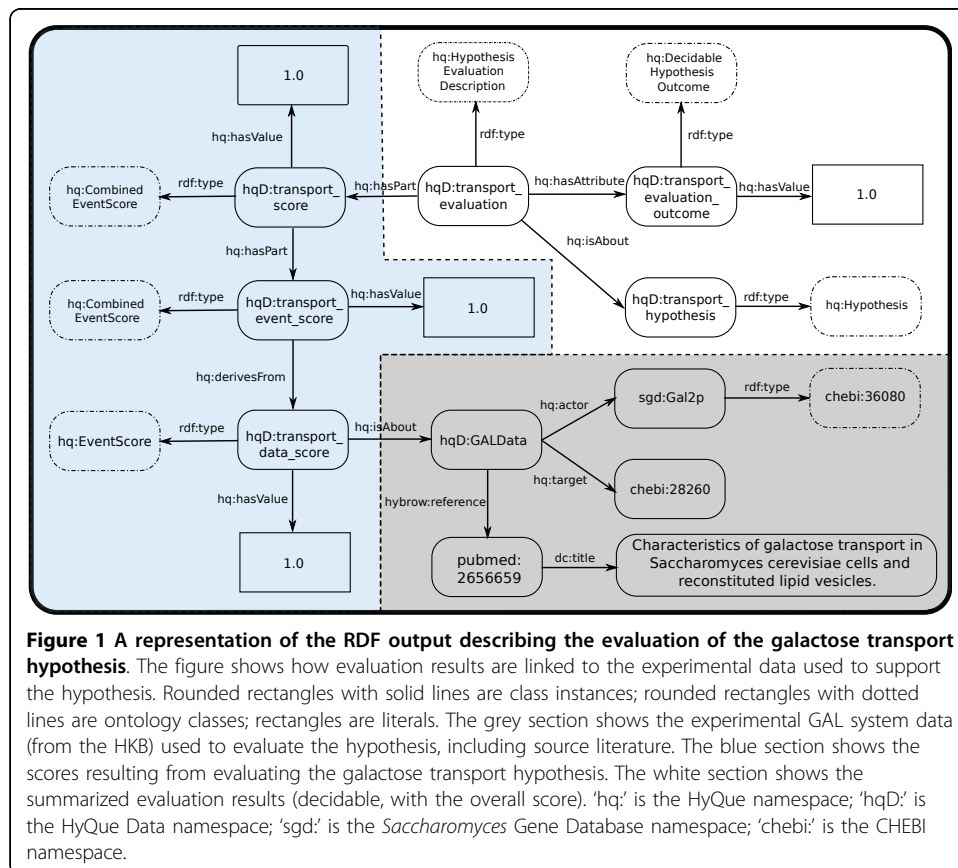 1.0
hq:Hypothesis
Evaluation
Description
hq:Decidable
Hypothesis
Outcome
hq:hasValue
rdf:type
rdf:type
hq:Combined
EventScore
rdf:type
hqD:transport_
score
hq:hasPart
hqD:transport_
evaluation
hq:hasAttribute
hqD:transport_
evaluation_
outcome
hq:hasValue
1.0
hq:hasPart
hq:isAbout
hq:Combined
EventScore
rdf:type
hqD:transport_
event_score
hq:hasValue
1.0
hqD:transport_
hypothesis
rdf:type
hq:Hypothesis
hq:derivesFrom
hq:EventScore
rdf:type
hqD:transport_
data_score
hq:isAbout
hqD:GALData
hq:actor
sgd:Gal2p
rdf:type
chebi:36080
hq:target
chebi:28260
hq:hasValue
hybrow:reference
1.0
pubmed:
2656659
dc:title
Characteristics of galactose transport in
Saccharomyces cerevisiae cells and
reconstituted lipid vesicles.
Figure 1 A representation of the RDF output describing the evaluation of the galactose transport
hypothesis. The figure shows how evaluation results are linked to the experimental data used to support
the hypothesis. Rounded rectangles with solid lines are class instances; rounded rectangles with dotted
lines are ontology classes; rectangles are literals. The grey section shows the experimental GAL system data
(from the HKB) used to evaluate the hypothesis, including source literature. The blue section shows the
scores resulting from evaluating the galactose transport hypothesis. The white section shows the
summarized evaluation results (decidable, with the overall score). ‘hq:’ is the HyQue namespace; ‘hqD:’ is
the HyQue Data namespace; ‘sgd:’ is the Saccharomyces Gene Database namespace; ‘chebi:’ is the CHEBI
namespace.